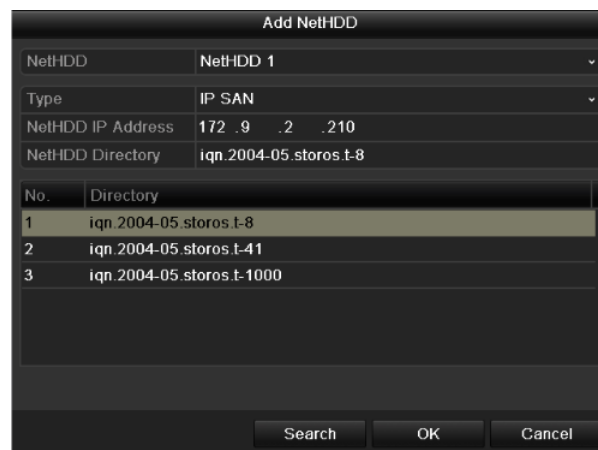 Add NetHDD
NetHDD NetHDD 1
Type IP SAN
NetHDD IP Address 172 .9 .2 .210
NetHDD Directory iqn.2004-05.storos.t-8
No. Directory
1 iqn.2004-05.storos.t-8
2 iqn.2004-05.storos.t-41
3 iqn.2004-05.storos.t-1000
Search OK Cancel